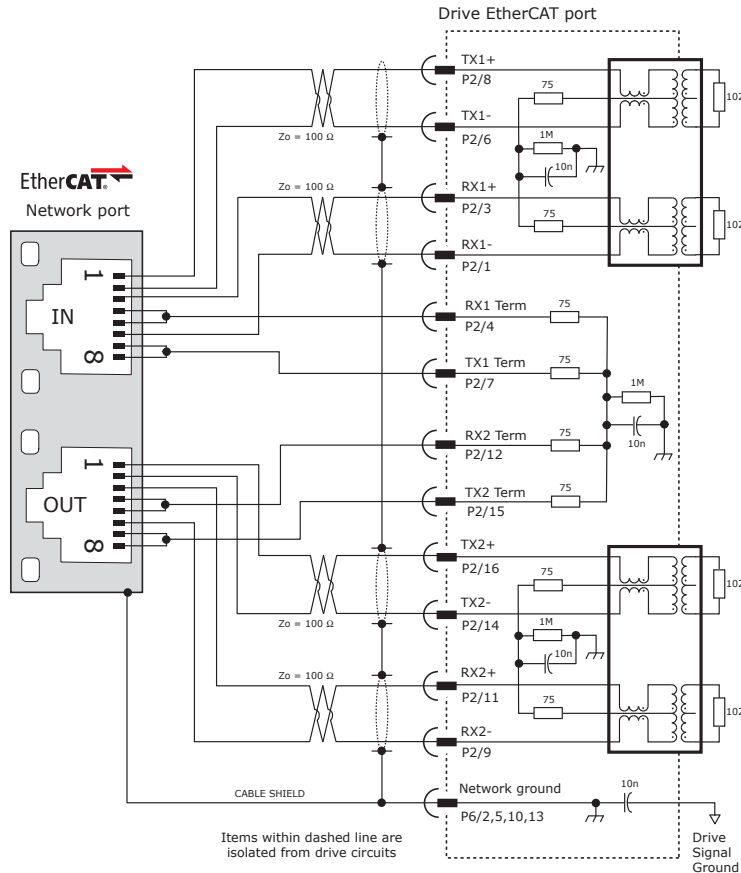 Drive EtherCAT port
TX1+
P2/8
75
102
TX1-
P2/6
1M
10n
Zo = 100 Ω
Zo = 100 Ω
EtherCAT®
Network port
RX1+
P2/3
75
102
RX1-
P2/1
1
IN
8
RX1 Term
P2/4
75
TX1 Term
P2/7
75
1M
10n
RX2 Term
P2/12
75
1
OUT
8
TX2 Term
P2/15
75
TX2+
P2/16
75
102
TX2-
P2/14
1M
10n
Zo = 100 Ω
Zo = 100 Ω
RX2+
P2/11
75
102
RX2-
P2/9
CABLE SHIELD
Network ground
P6/2,5,10,13
10n
Items within dashed line are
isolated from drive circuits
Drive
Signal
Ground